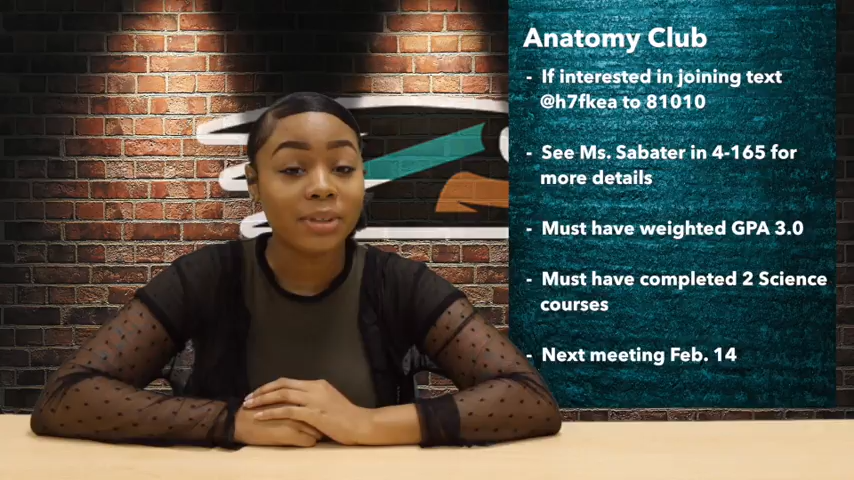 Anatomy Club
- If interested in joining text
@h7fkea to 81010
- See Ms. Sabater in 4-165 for
more details
- Must have weighted GPA 3.0
- Must have completed 2 Science
courses
- Next meeting Feb. 14